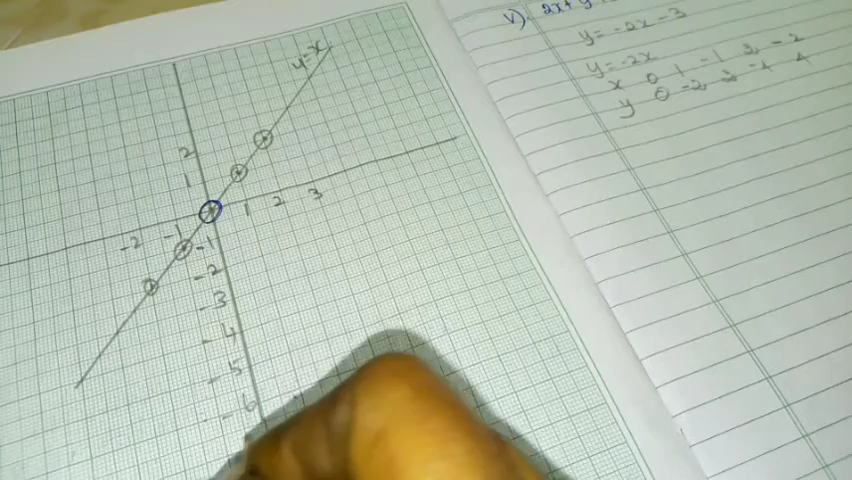 y=x
2
1
-2 -1 1 2 3
-1
-2
-3
-4
-5
-6
v) 2x+y
y= -2x-3
y= -2x
x 0 1 -1 2 -2
y 0 -2 2 -4 4